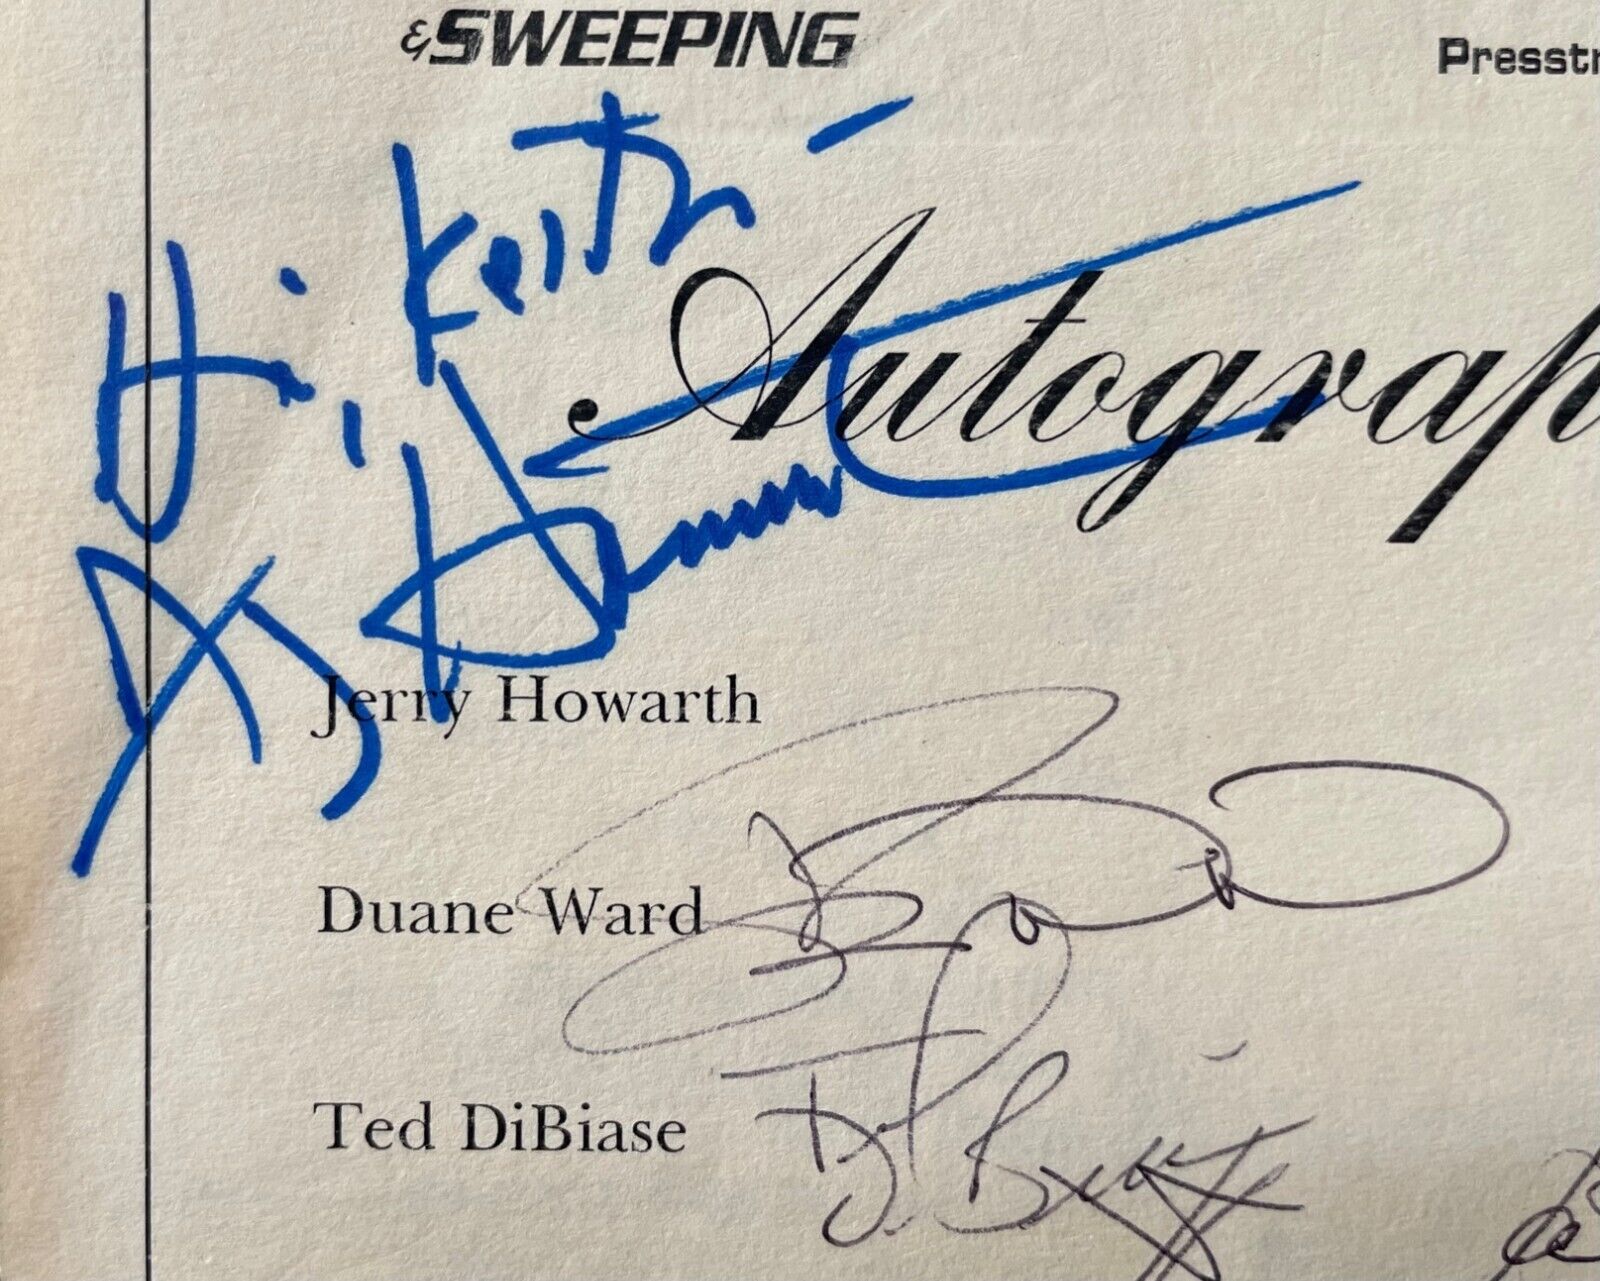 &SWEEPING
Presstr
Hi, Keith -
Autograp
Jerry Howarth
Duane Ward
Ted DiBiase